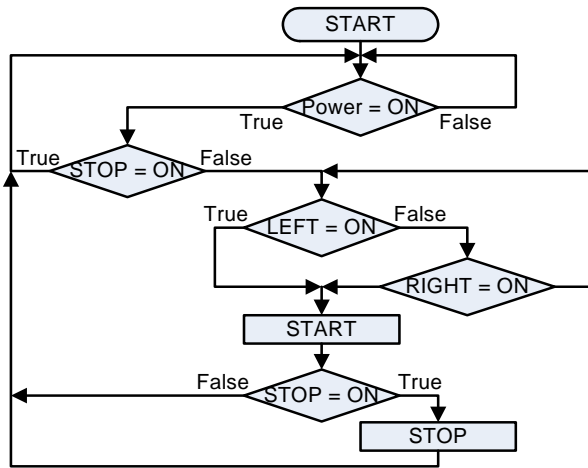 START
Power = ON
True
False
True
STOP = ON
False
True
LEFT = ON
False
RIGHT = ON
START
False
STOP = ON
True
STOP